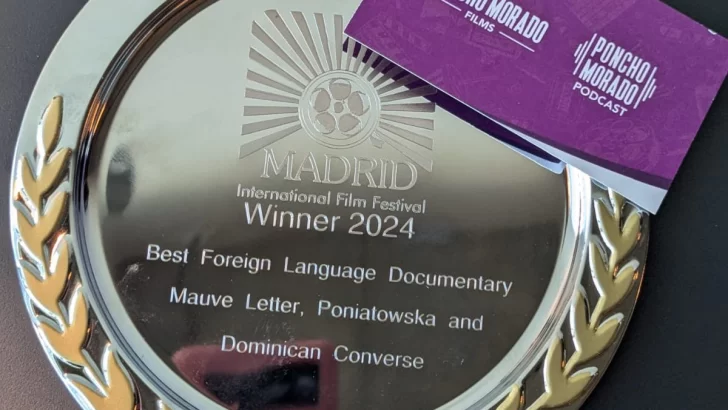 MORADO
FILMS
PONCHO
MORADO
PODCAST
MADRID
International Film Festival
Winner 2024
Best Foreign Language Documentary
Mauve Letter, Poniatowska and
Dominican Converse